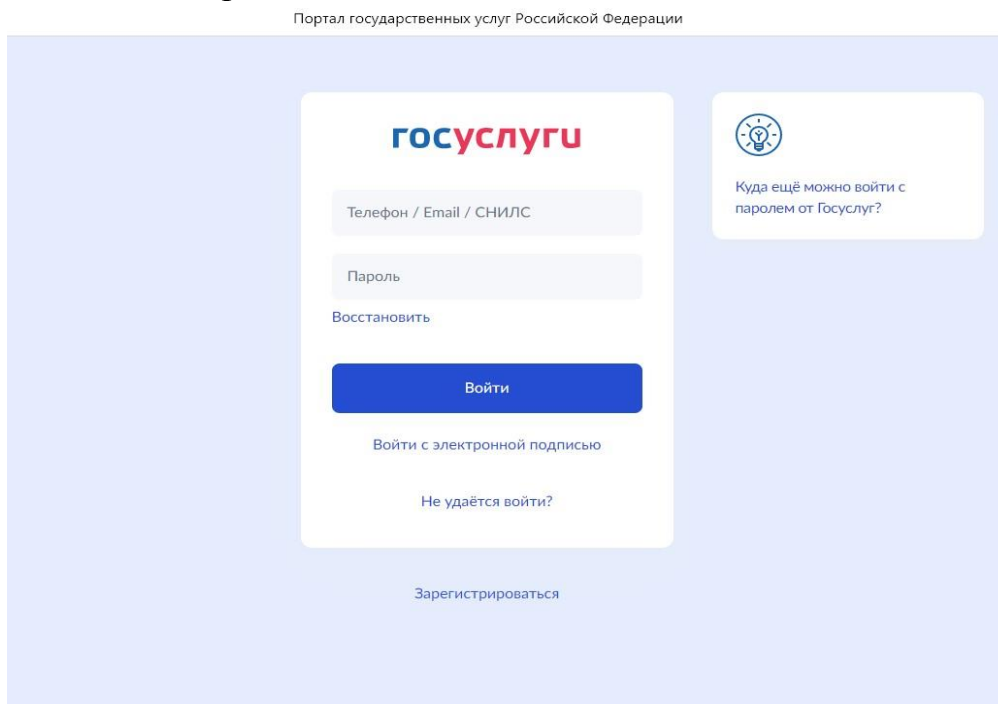 Портал государственных услуг Российской Федерации
госуслуги
Телефон / Email / СНИЛС
Пароль
Восстановить
Войти
Войти с электронной подписью
Не удаётся войти?
Зарегистрироваться
Куда ещё можно войти с
паролем от Госуслуг?